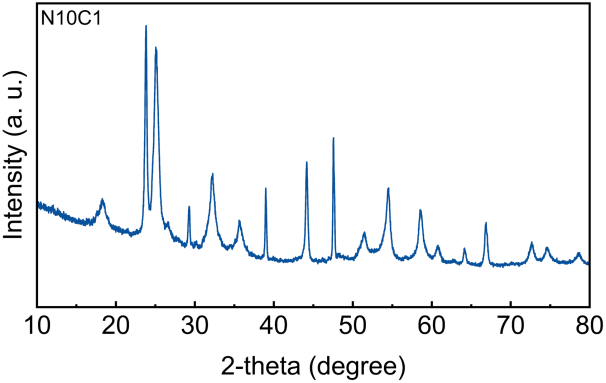 N10C1
Intensity (a. u.)
10 20 30 40 50 60 70 80
2-theta (degree)